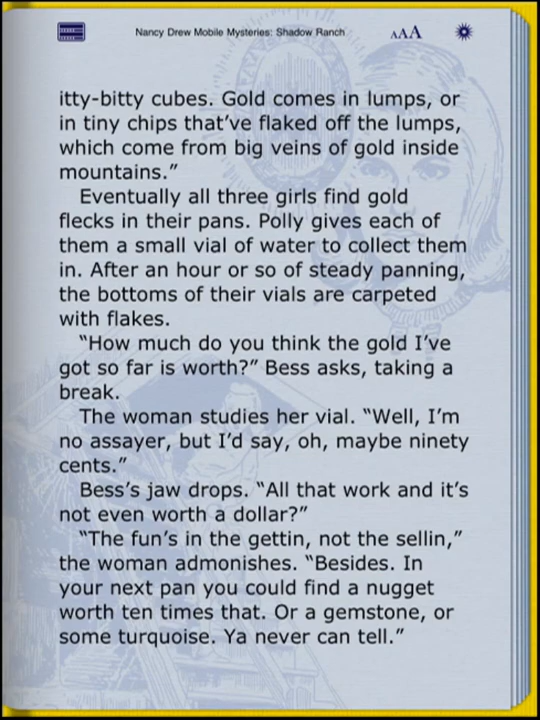 Nancy Drew Mobile Mysteries: Shadow Ranch
AAA
itty-bitty cubes. Gold comes in lumps, or
in tiny chips that've flaked off the lumps,
which come from big veins of gold inside
mountains."
Eventually all three girls find gold
flecks in their pans. Polly gives each of
them a small vial of water to collect them
in. After an hour or so of steady panning,
the bottoms of their vials are carpeted
with flakes.
"How much do you think the gold I've
got so far is worth?" Bess asks, taking a
break.
The woman studies her vial. "Well, I'm
no assayer, but I'd say, oh, maybe ninety
cents."
Bess's jaw drops. "All that work and it's
not even worth a dollar?"
"The fun's in the gettin, not the sellin,"
the woman admonishes. "Besides. In
your next pan you could find a nugget
worth ten times that. Or a gemstone, or
some turquoise. Ya never can tell."